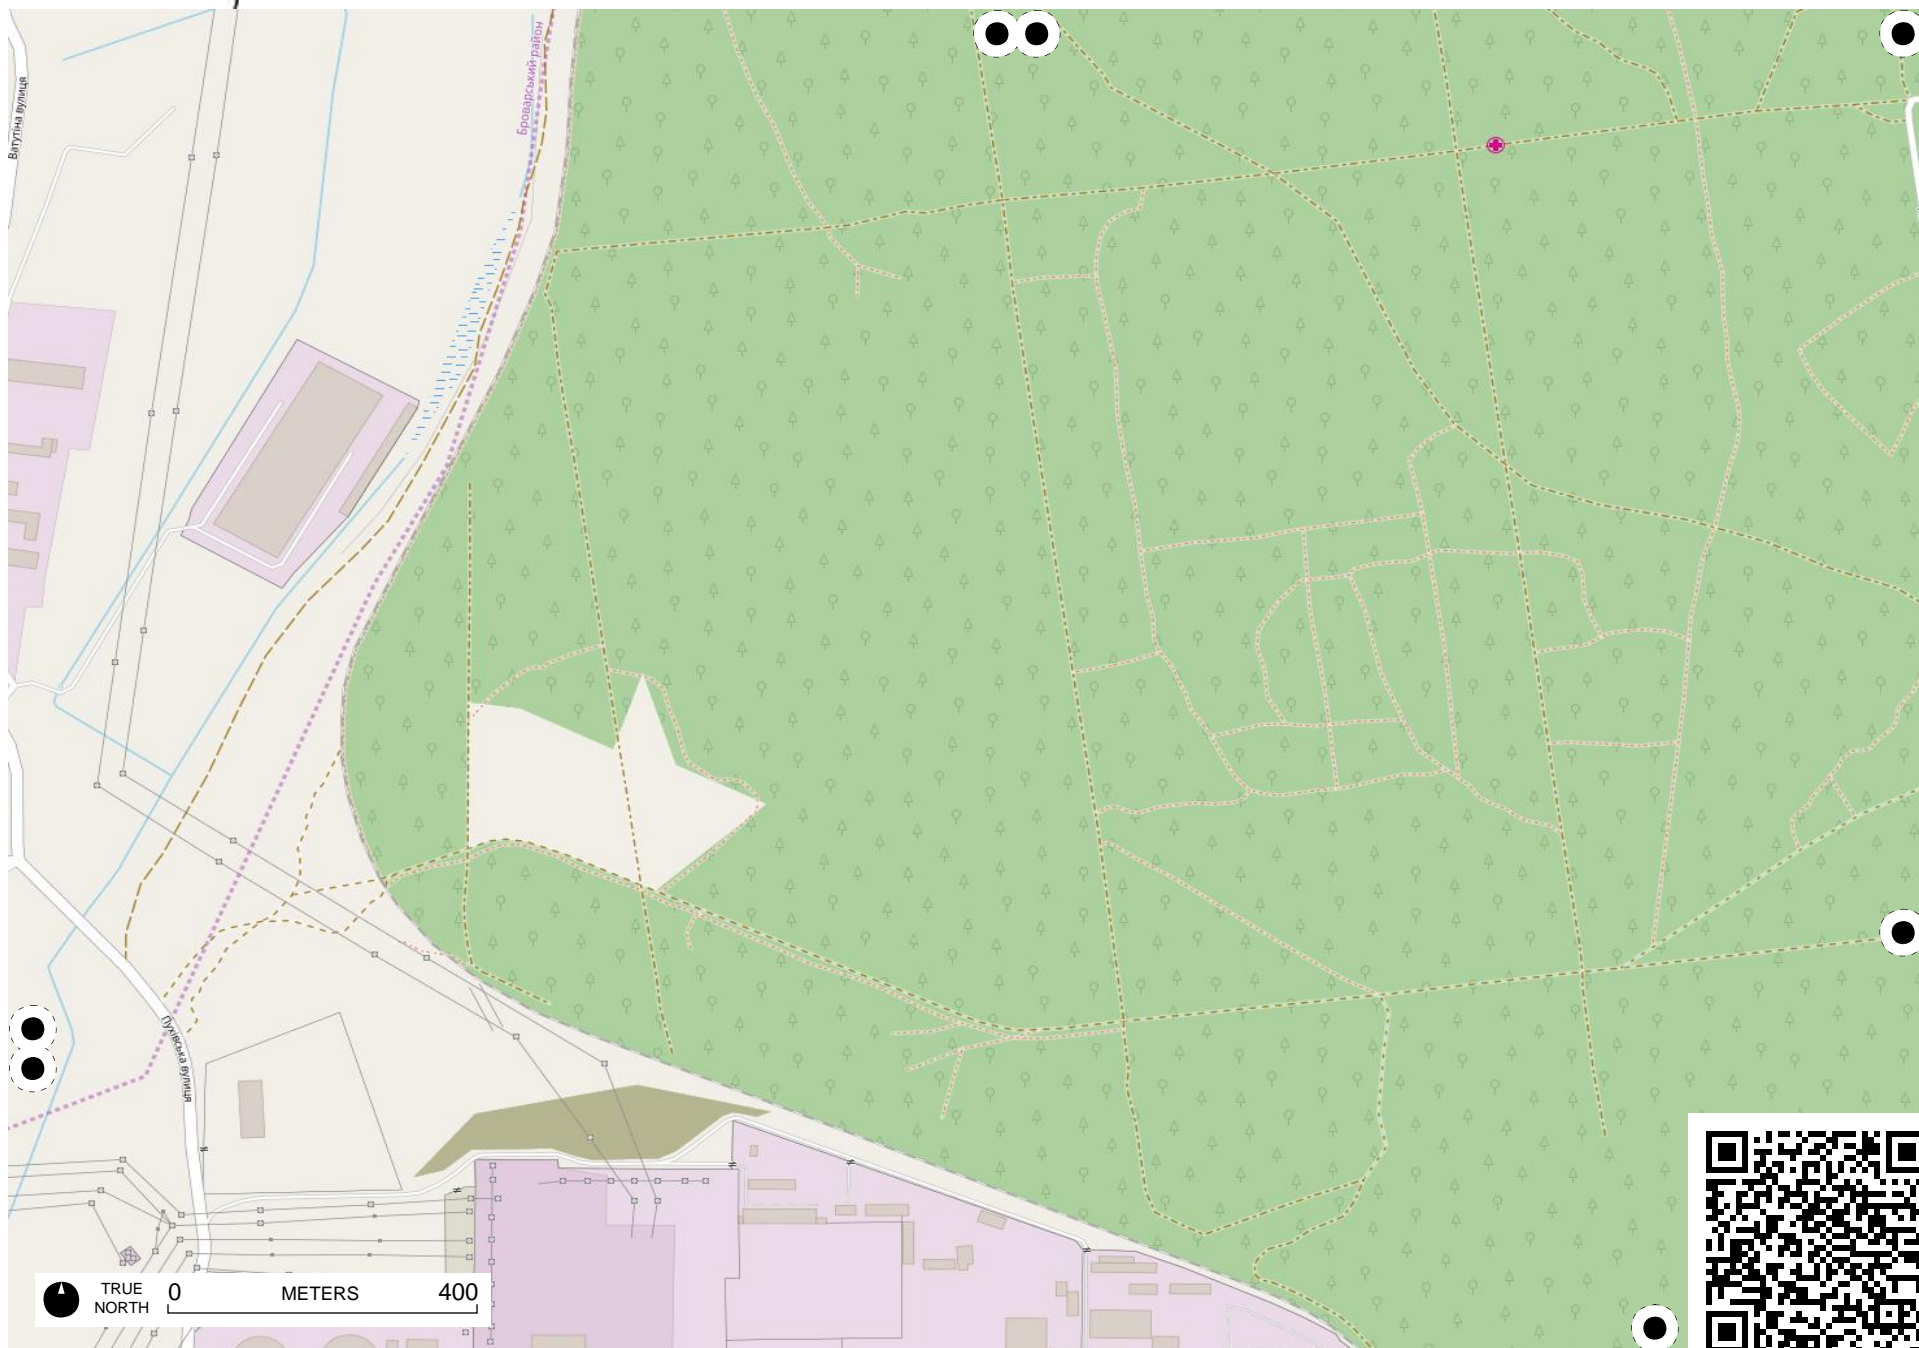 Броварський район
Ватутіна вулиця
Пухівська вулиця
TRUE
NORTH
0 METERS 400